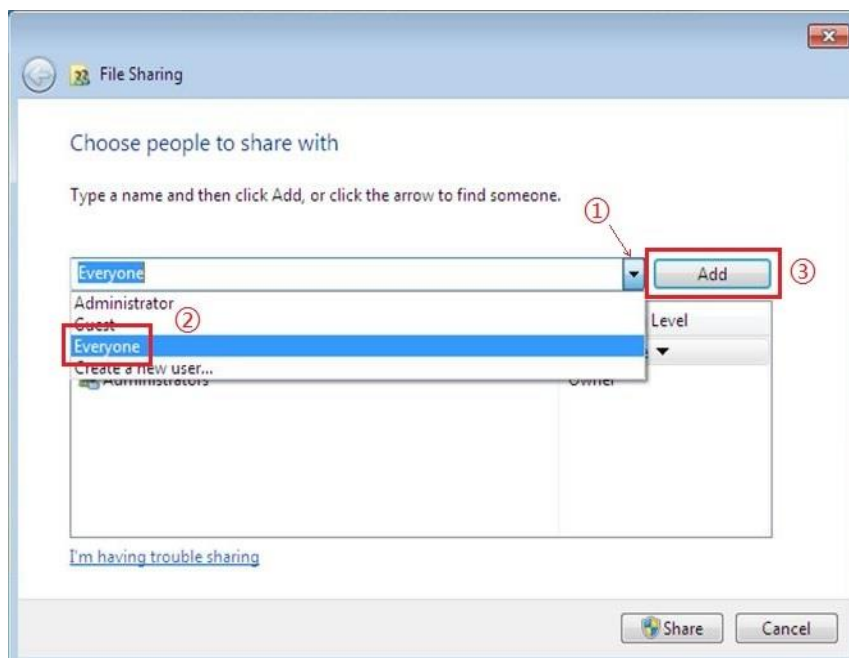 File Sharing
Choose people to share with
Type a name and then click Add, or click the arrow to find someone.
①
Everyone
Add
③
Administrator
Guest
②
Level
Everyone
Create a new user...
Administrators
Owner
I'm having trouble sharing
Share
Cancel